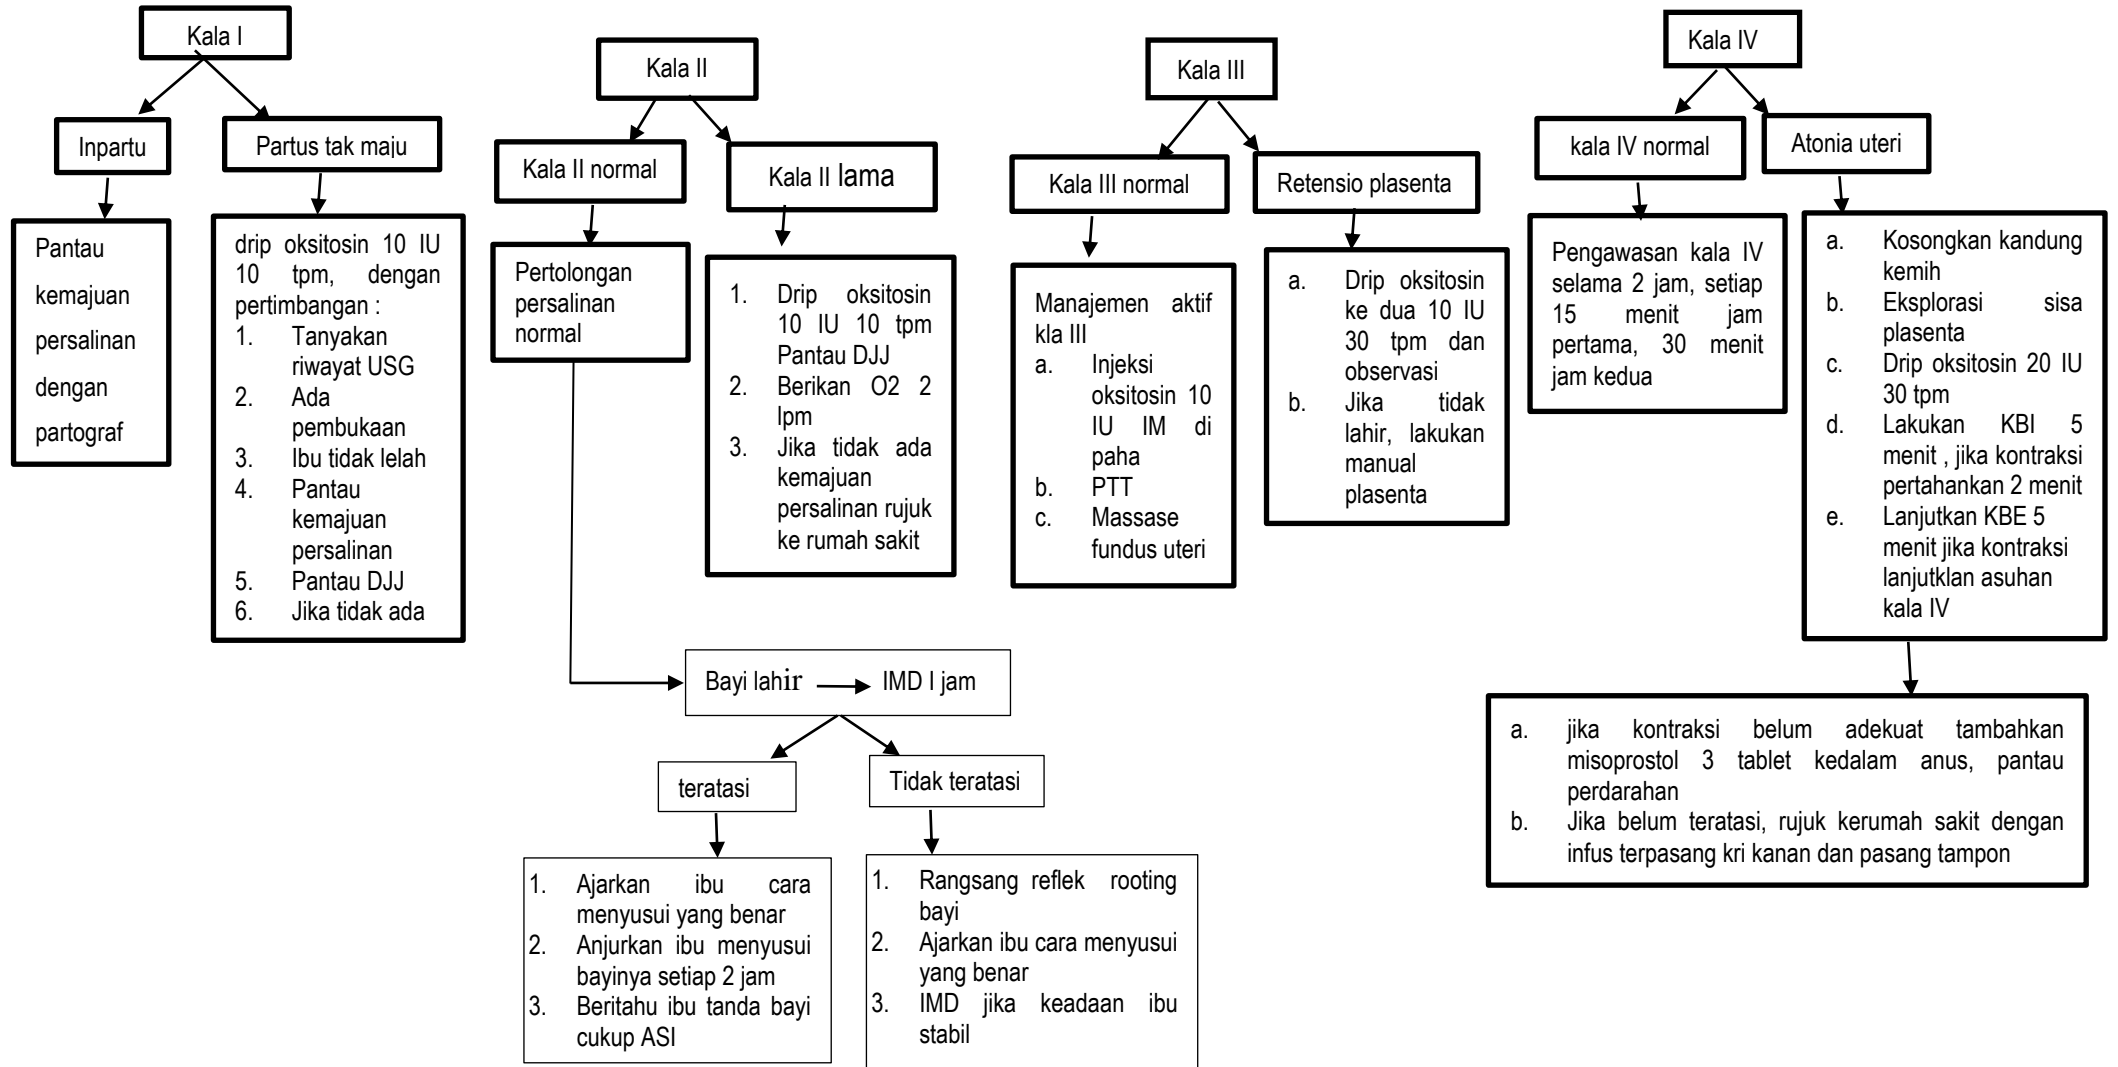 Kala I
Inpartu
Pantau
kemajuan
persalinan
dengan
partograf
Partus tak maju
drip oksitosin 10 IU
10 tpm, dengan
pertimbangan :
1. Tanyakan
riwayat USG
2. Ada
pembukaan
3. Ibu tidak lelah
4. Pantau
kemajuan
persalinan
5. Pantau DJJ
6. Jika tidak ada
Kala II
Kala II normal
Pertolongan
persalinan
normal
Kala II lama
1. Drip oksitosin
10 IU 10 tpm
Pantau DJJ
2. Berikan O2 2
lpm
3. Jika tidak ada
kemajuan
persalinan rujuk
ke rumah sakit
Bayi lahir IMD I jam
teratasi
1. Ajarkan ibu cara
menyusui yang benar
2. Anjurkan ibu menyusui
bayinya setiap 2 jam
3. Beritahu ibu tanda bayi
cukup ASI
Tidak teratasi
1. Rangsang reflek rooting
bayi
2. Ajarkan ibu cara menyusui
yang benar
3. IMD jika keadaan ibu
stabil
Kala III
Kala III normal
Manajemen aktif
kla III
a. Injeksi
oksitosin 10
IU IM di
paha
b. PTT
c. Massase
fundus uteri
Retensio plasenta
a. Drip oksitosin
ke dua 10 IU
30 tpm dan
observasi
b. Jika tidak
lahir, lakukan
manual
plasenta
Kala IV
kala IV normal
Pengawasan kala IV
selama 2 jam, setiap
15 menit jam
pertama, 30 menit
jam kedua
Atonia uteri
a. Kosongkan kandung
kemih
b. Eksplorasi sisa
plasenta
c. Drip oksitosin 20 IU
30 tpm
d. Lakukan KBI 5
menit , jika kontraksi
pertahankan 2 menit
e. Lanjutkan KBE 5
menit jika kontraksi
lanjutklan asuhan
kala IV
a. jika kontraksi belum adekuat tambahkan
misoprostol 3 tablet kedalam anus, pantau
perdarahan
b. Jika belum teratasi, rujuk kerumah sakit dengan
infus terpasang kri kanan dan pasang tampon